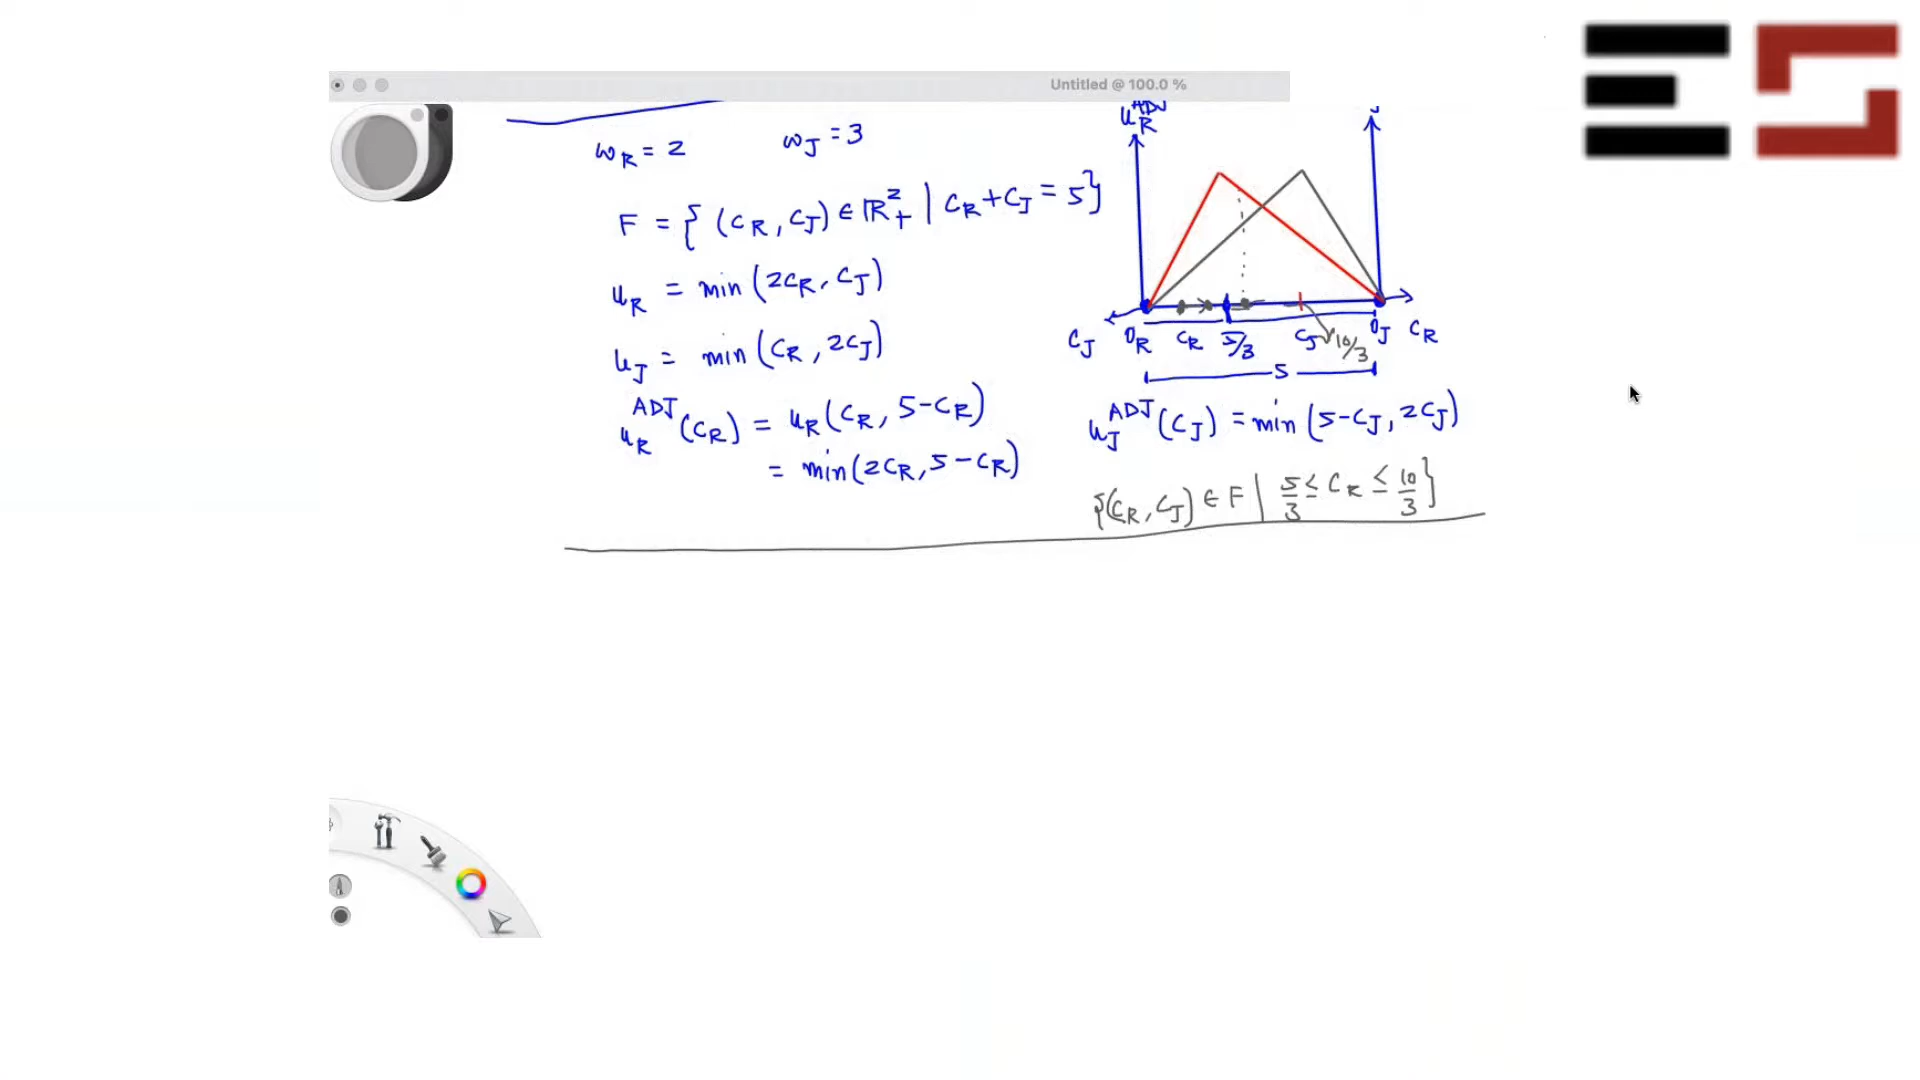 Untitled @ 100.0 %
ω_R = 2 ω_J = 3
F = { (C_R, C_J) ∈ ℝ²₊ | C_R + C_J = 5 }
u_R = min (2C_R, C_J)
u_J = min (C_R, 2C_J)
u_R^ADJ (C_R) = u_R (C_R, 5 - C_R)
= min (2C_R, 5 - C_R)
u_R^ADJ
C_J 0_R C_R 5/3 C_J 10/3 0_J C_R
5
u_J^ADJ (C_J) = min (5 - C_J, 2C_J)
{(C_R, C_J) ∈ F | 5/3 ≤ C_R ≤ 10/3}
ES